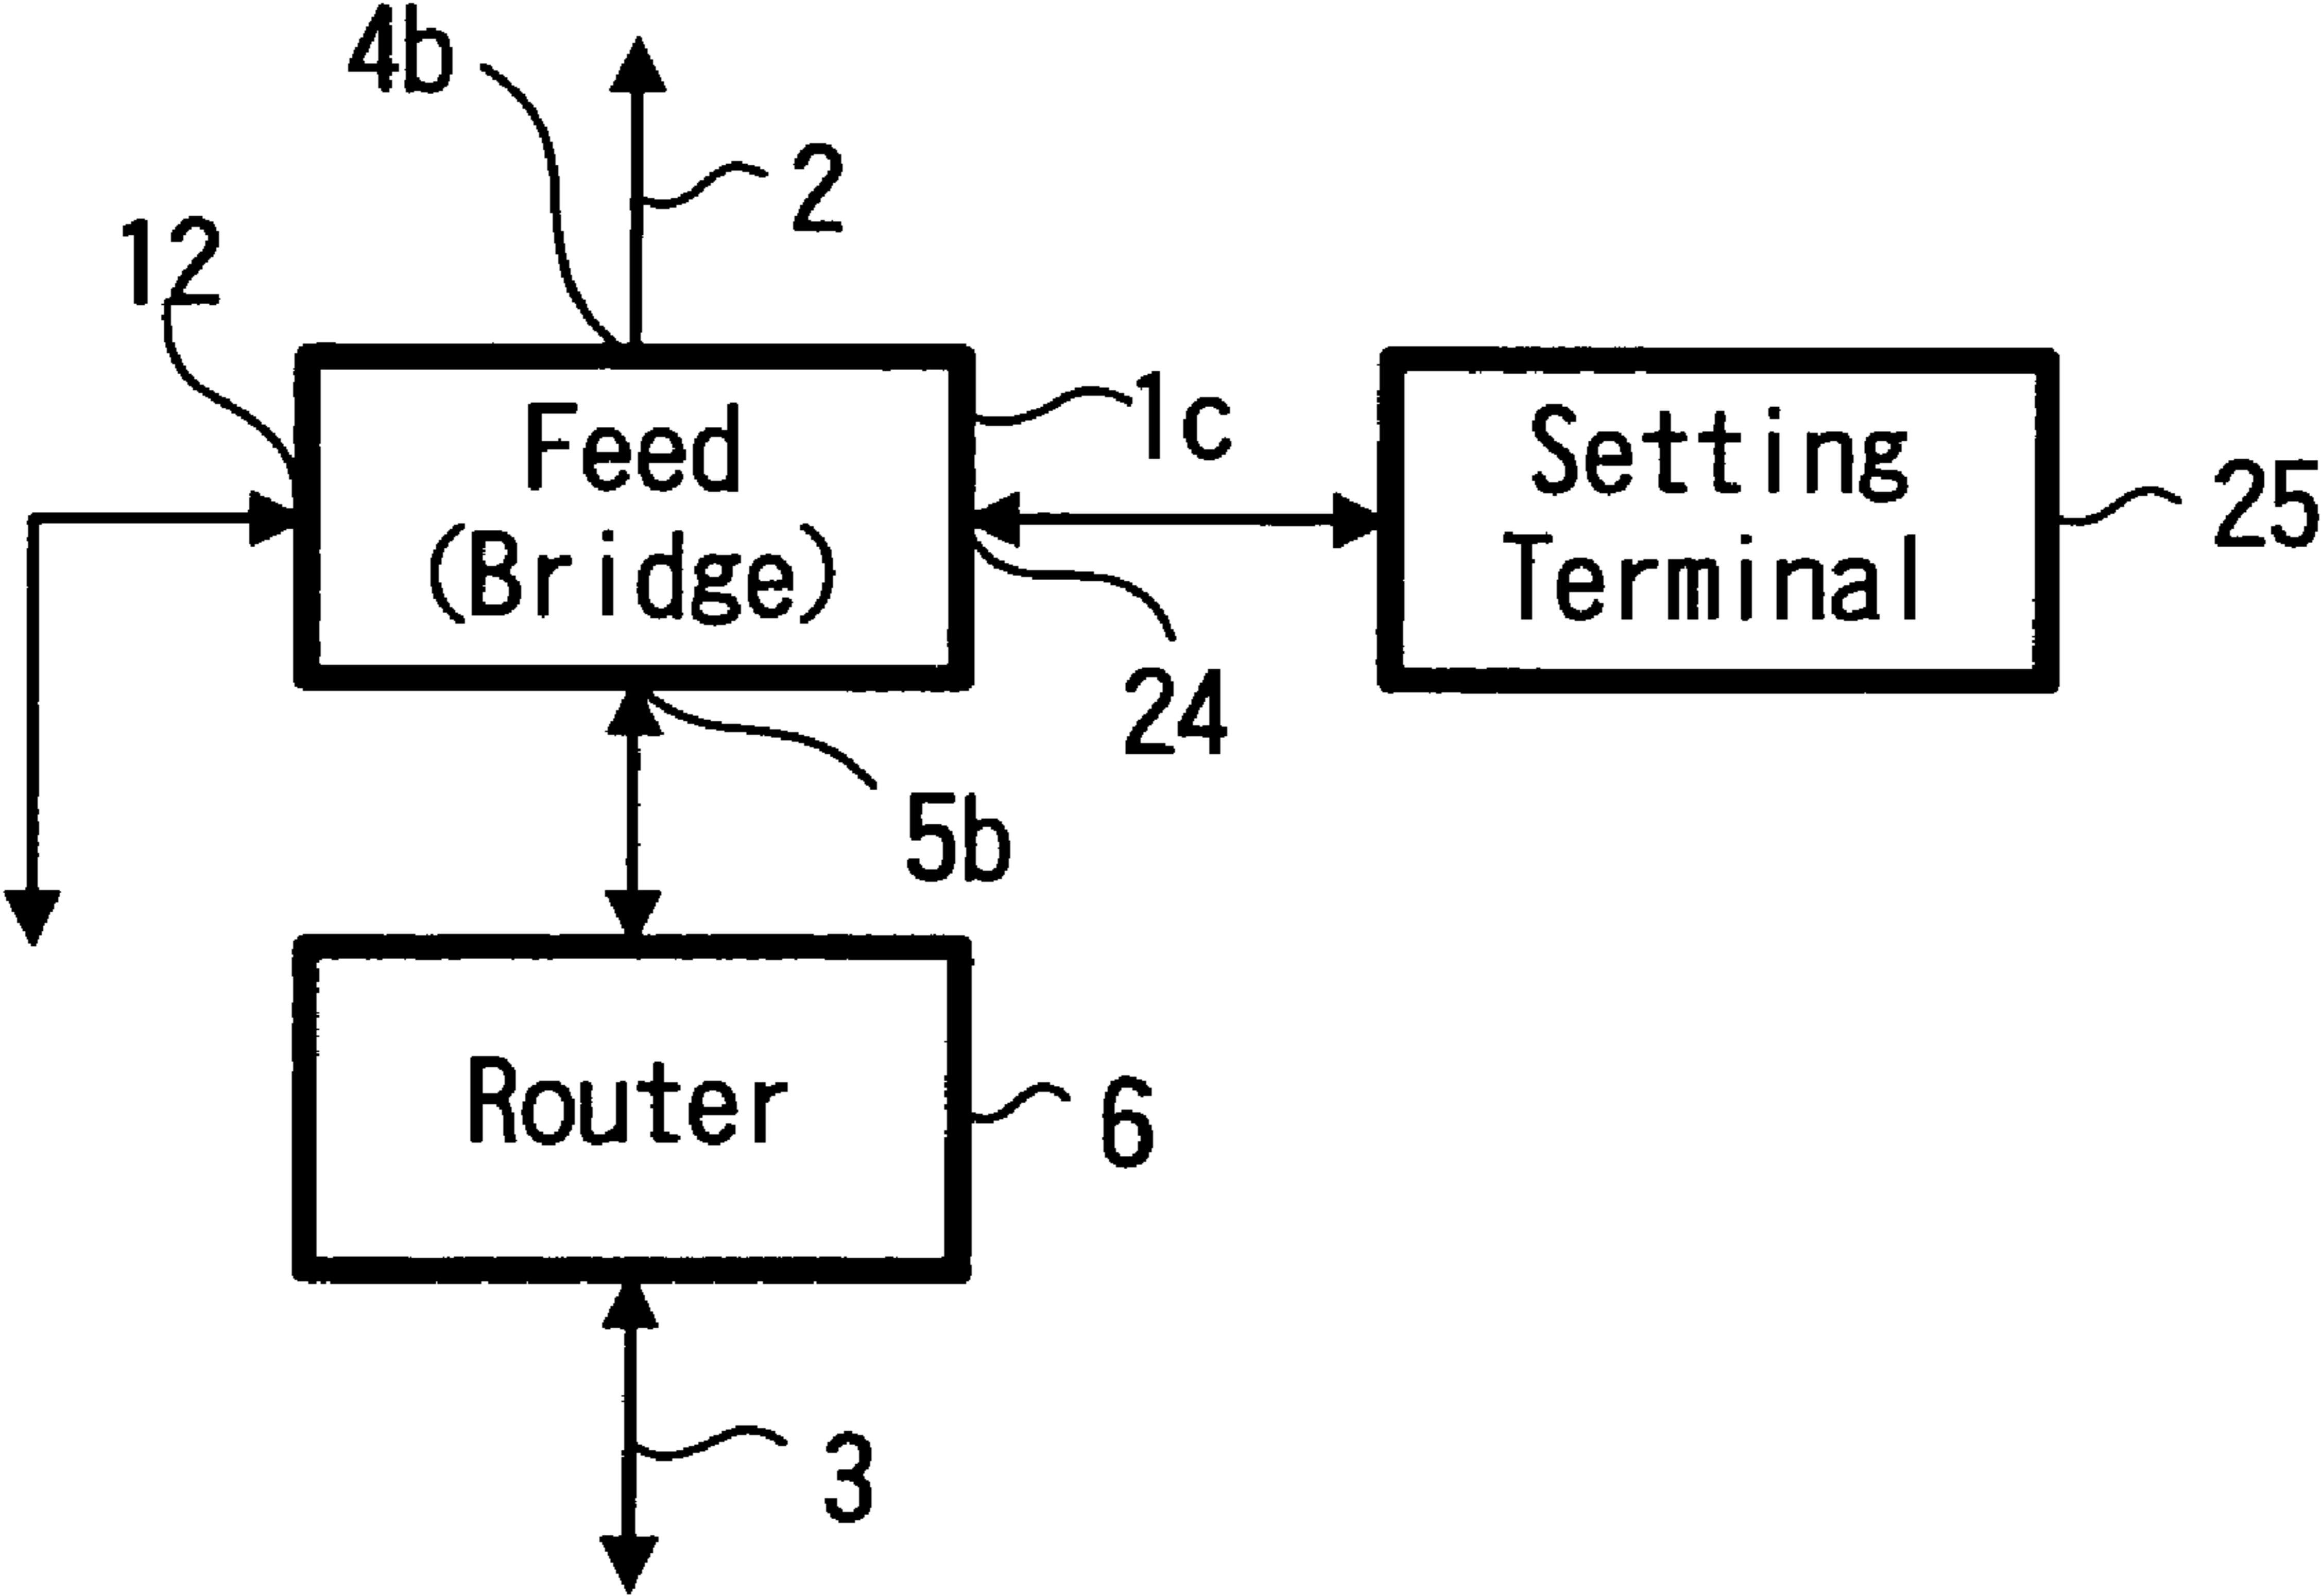 4b
2
12
1c
Feed
(Bridge)
Setting
Terminal
25
24
5b
Router
6
3